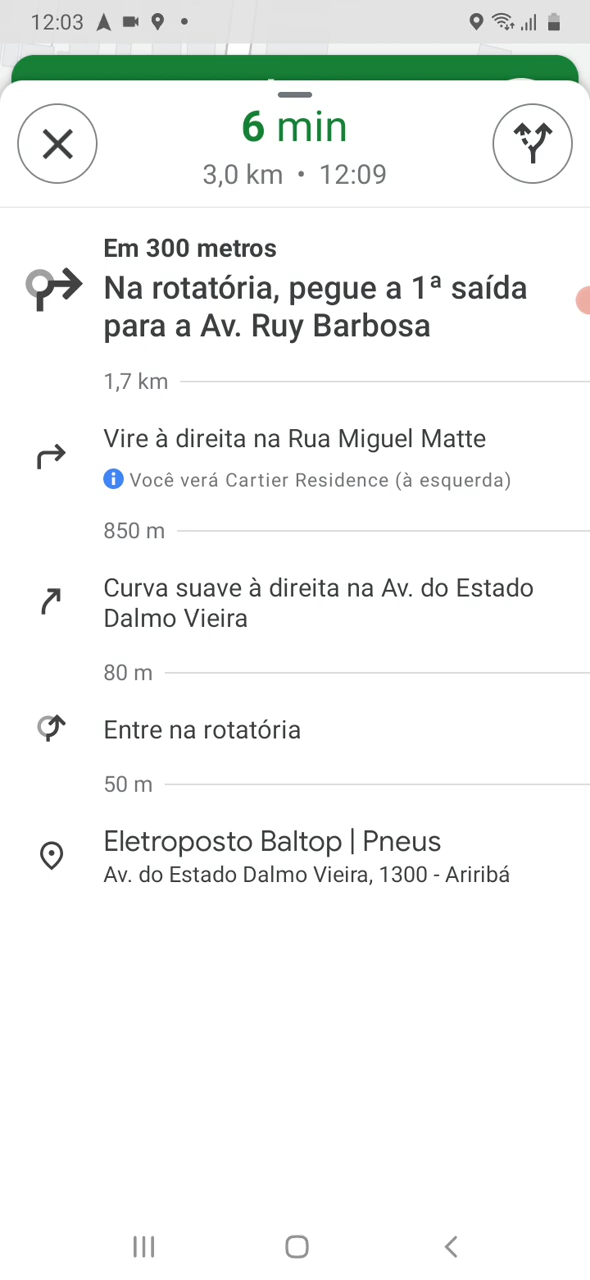 12:03
6 min
3,0 km • 12:09
Em 300 metros
Na rotatória, pegue a 1ª saída
para a Av. Ruy Barbosa
1,7 km
Vire à direita na Rua Miguel Matte
Você verá Cartier Residence (à esquerda)
850 m
Curva suave à direita na Av. do Estado
Dalmo Vieira
80 m
Entre na rotatória
50 m
Eletroposto Baltop | Pneus
Av. do Estado Dalmo Vieira, 1300 - Ariribá